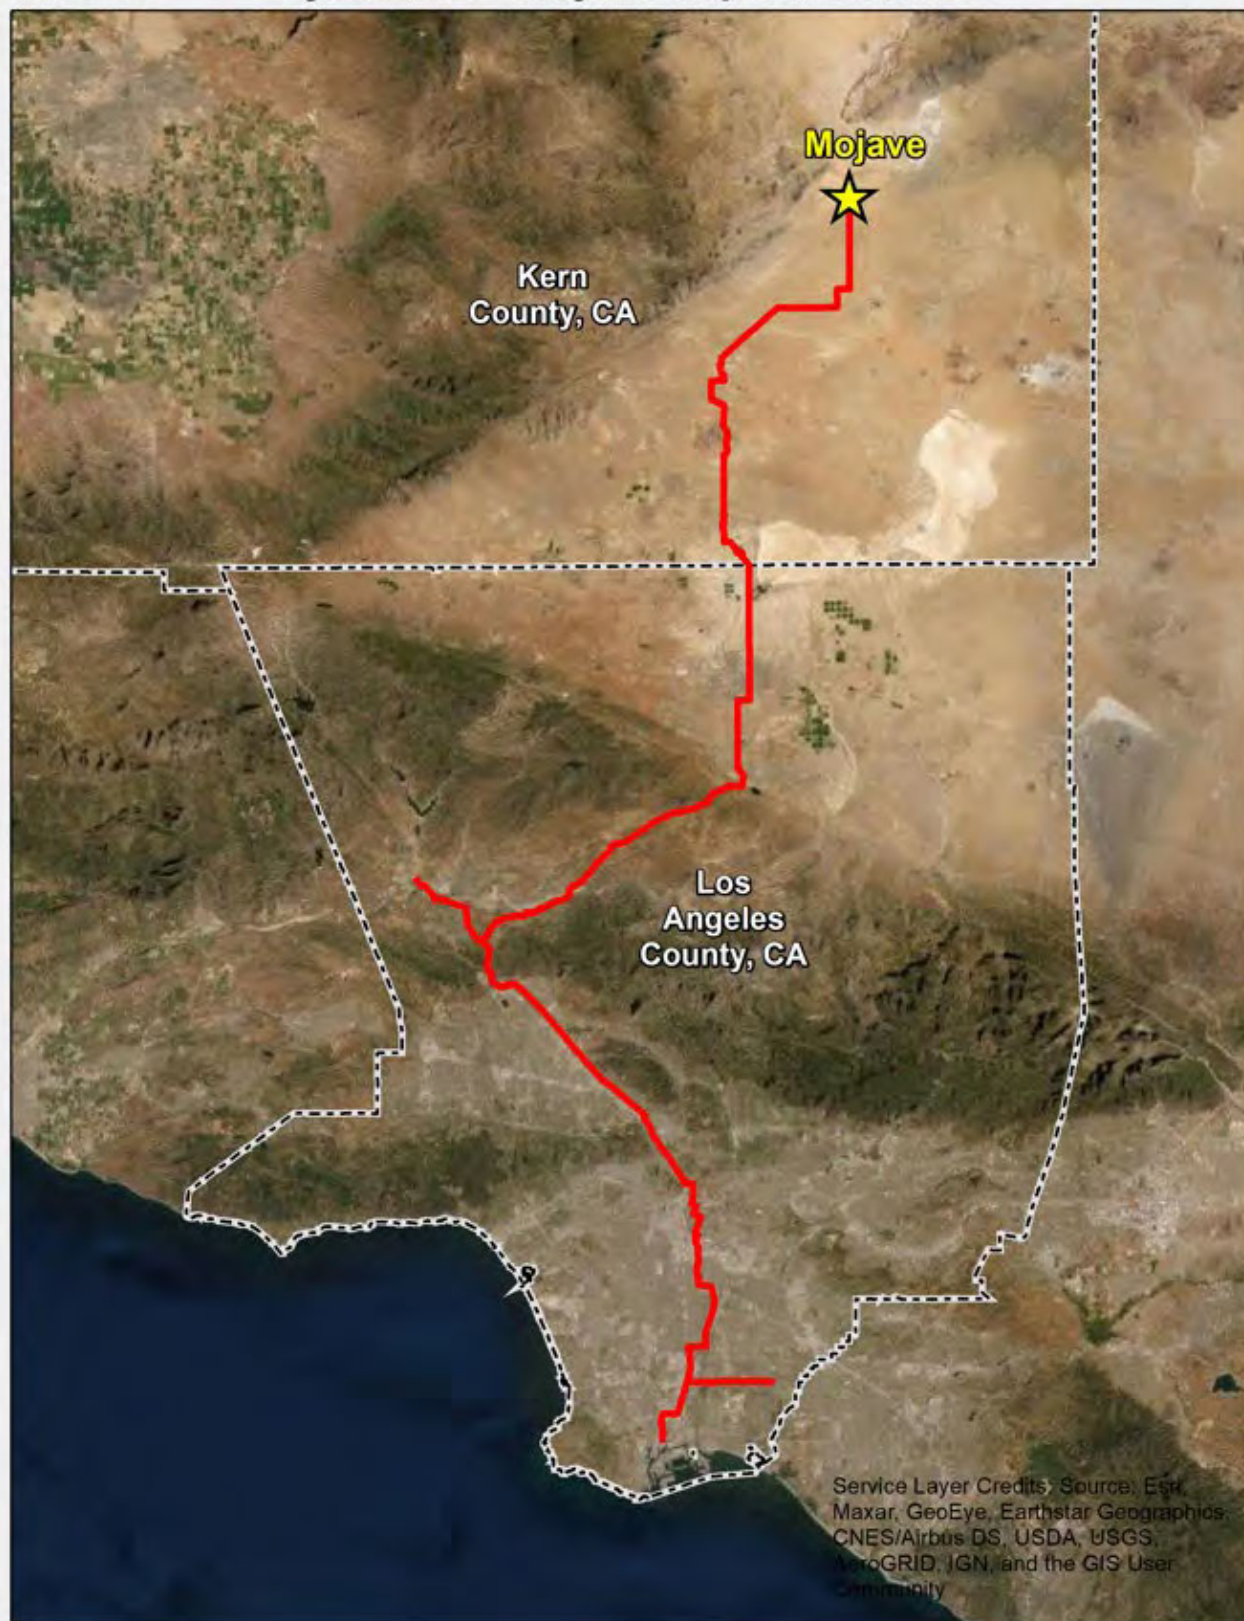 Mojave
Kern
County, CA
Los
Angeles
County, CA
Service Layer Credits: Source: Esri,
Maxar, GeoEye, Earthstar Geographics,
CNES/Airbus DS, USDA, USGS,
AeroGRID, IGN, and the GIS User
Community